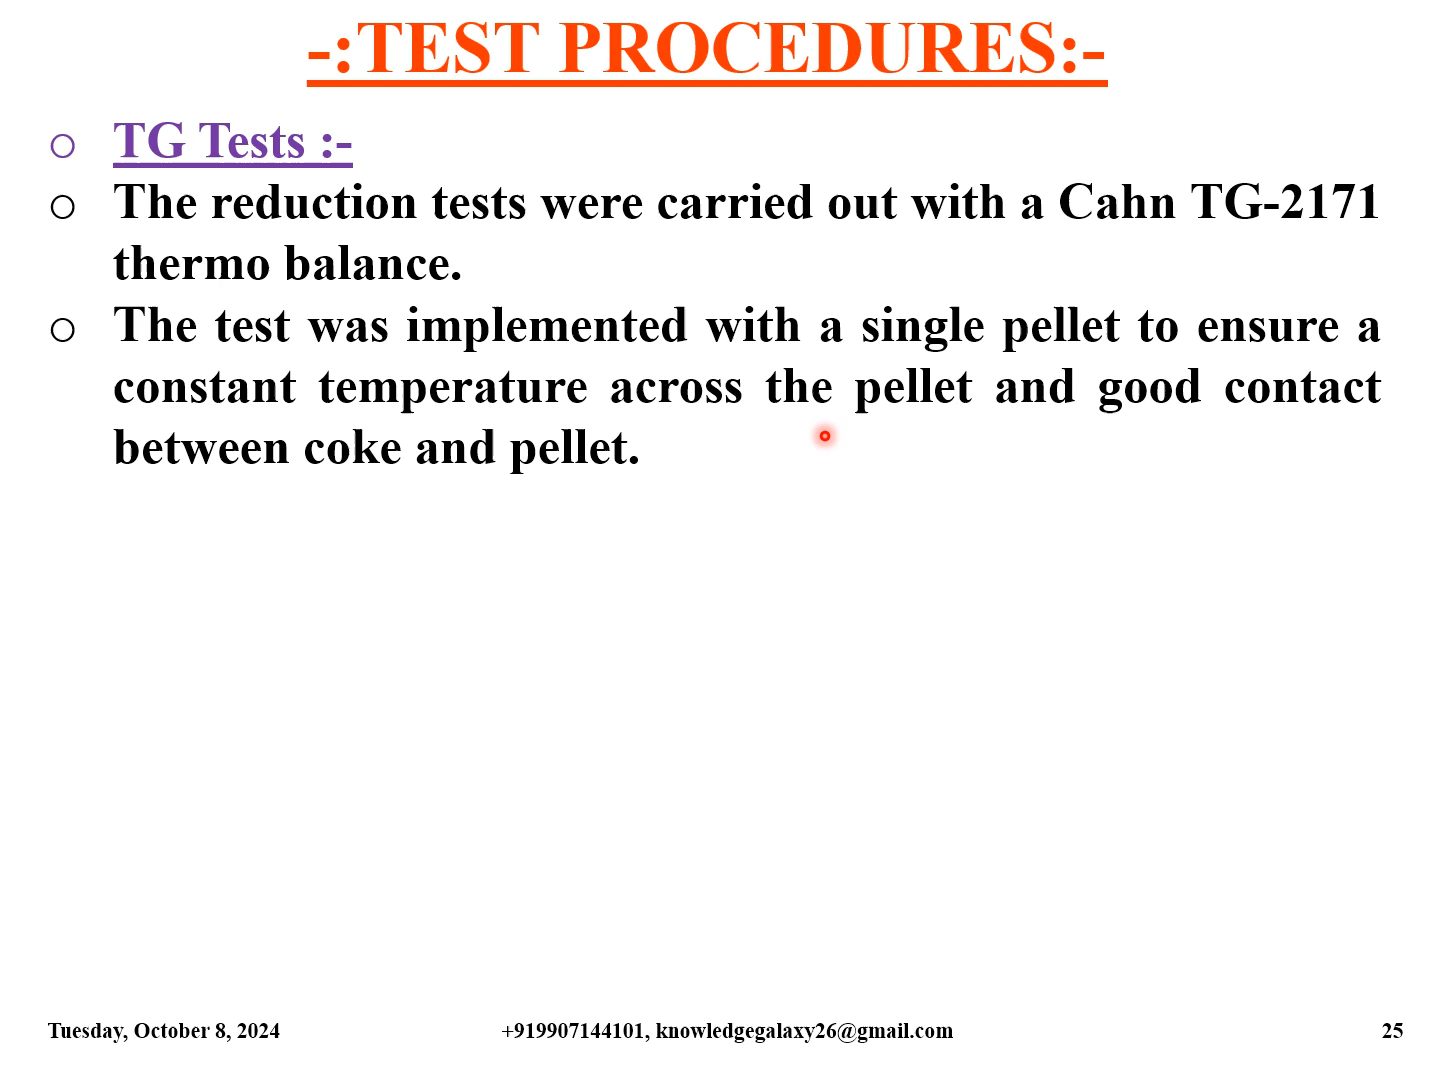 -:TEST PROCEDURES:-
TG Tests :-
The reduction tests were carried out with a Cahn TG-2171
thermo balance.
The test was implemented with a single pellet to ensure a
constant temperature across the pellet and good contact
between coke and pellet.
Tuesday, October 8, 2024
+919907144101, knowledgegalaxy26@gmail.com
25